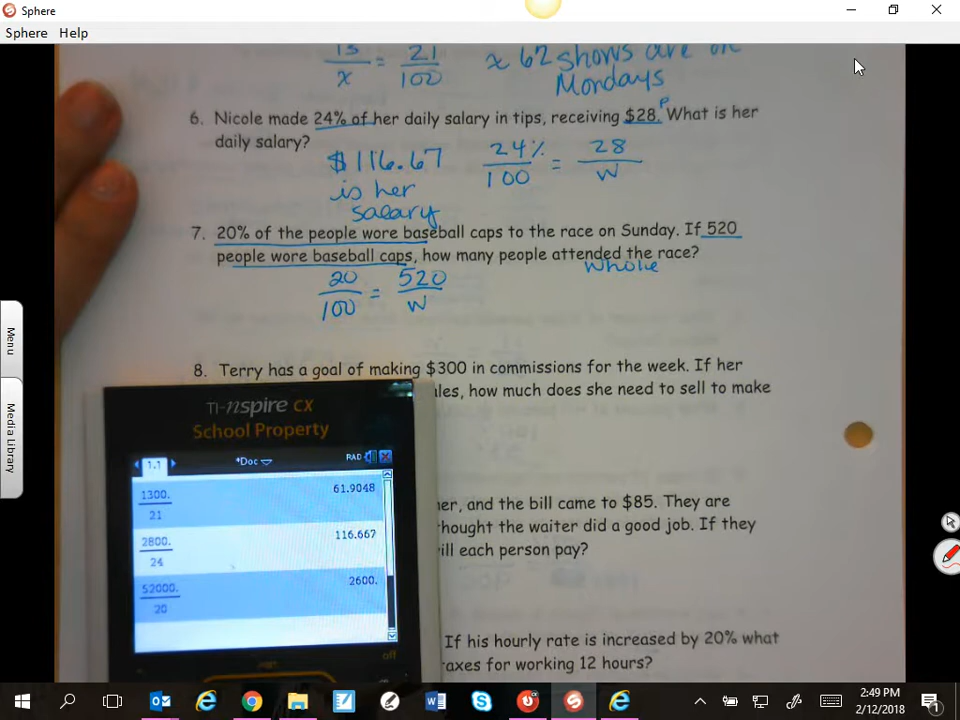 Sphere
Sphere Help
13/x = 21/100 ≈ 62 shows are on
Mondays
6. Nicole made 24% of her daily salary in tips, receiving $28. What is her P
daily salary?
$116.67 24%/100 = 28/W
is her
salary
7. 20% of the people wore baseball caps to the race on Sunday. If 520
people wore baseball caps, how many people attended the race?
whole
20/100 = 520/W
8. Terry has a goal of making $300 in commissions for the week. If her
les, how much does she need to sell to make
her, and the bill came to $85. They are
hought the waiter did a good job. If they
ill each person pay?
If his hourly rate is increased by 20% what
taxes for working 12 hours?
TI-nspire CX
School Property
1.1 *Doc RAD
1300./21 61.9048
2800./24 116.667
52000./20 2600.
off
Menu
Media Library
2:49 PM
2/12/2018
1